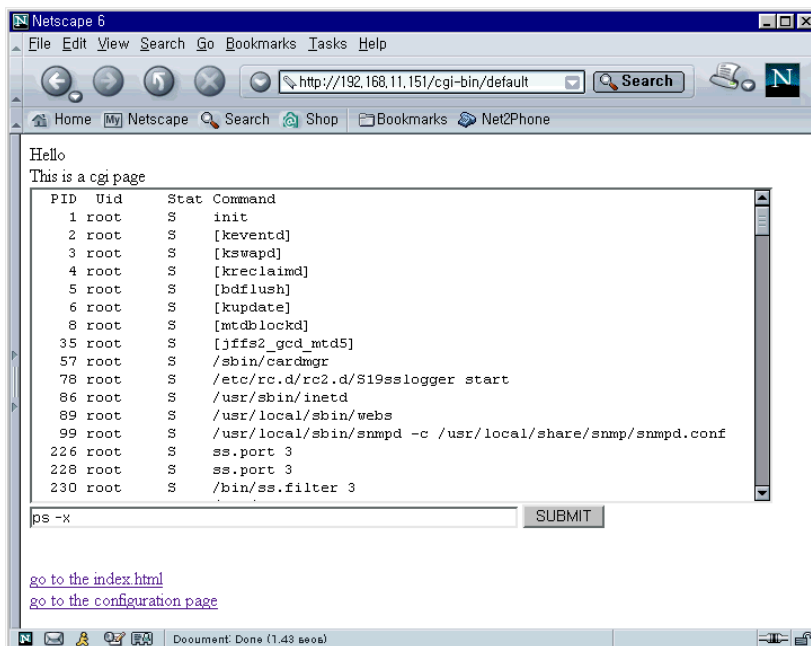 Netscape 6
File Edit View Search Go Bookmarks Tasks Help
http://192,168,11,151/cgi-bin/default Search N
Home My Netscape Search Shop Bookmarks Net2Phone
Hello
This is a cgi page
PID Uid Stat Command
1 root S init
2 root S [keventd]
3 root S [kswapd]
4 root S [kreclaimd]
5 root S [bdflush]
6 root S [kupdate]
8 root S [mtdblockd]
35 root S [jffs2_gcd_mtd5]
57 root S /sbin/cardmgr
78 root S /etc/rc.d/rc2.d/S19sslogger start
86 root S /usr/sbin/inetd
89 root S /usr/local/sbin/webs
99 root S /usr/local/sbin/snmpd -c /usr/local/share/snmp/snmpd.conf
226 root S ss.port 3
228 root S ss.port 3
230 root S /bin/ss.filter 3
ps -x SUBMIT
go to the index.html
go to the configuration page
Document: Done (1.43 secs)